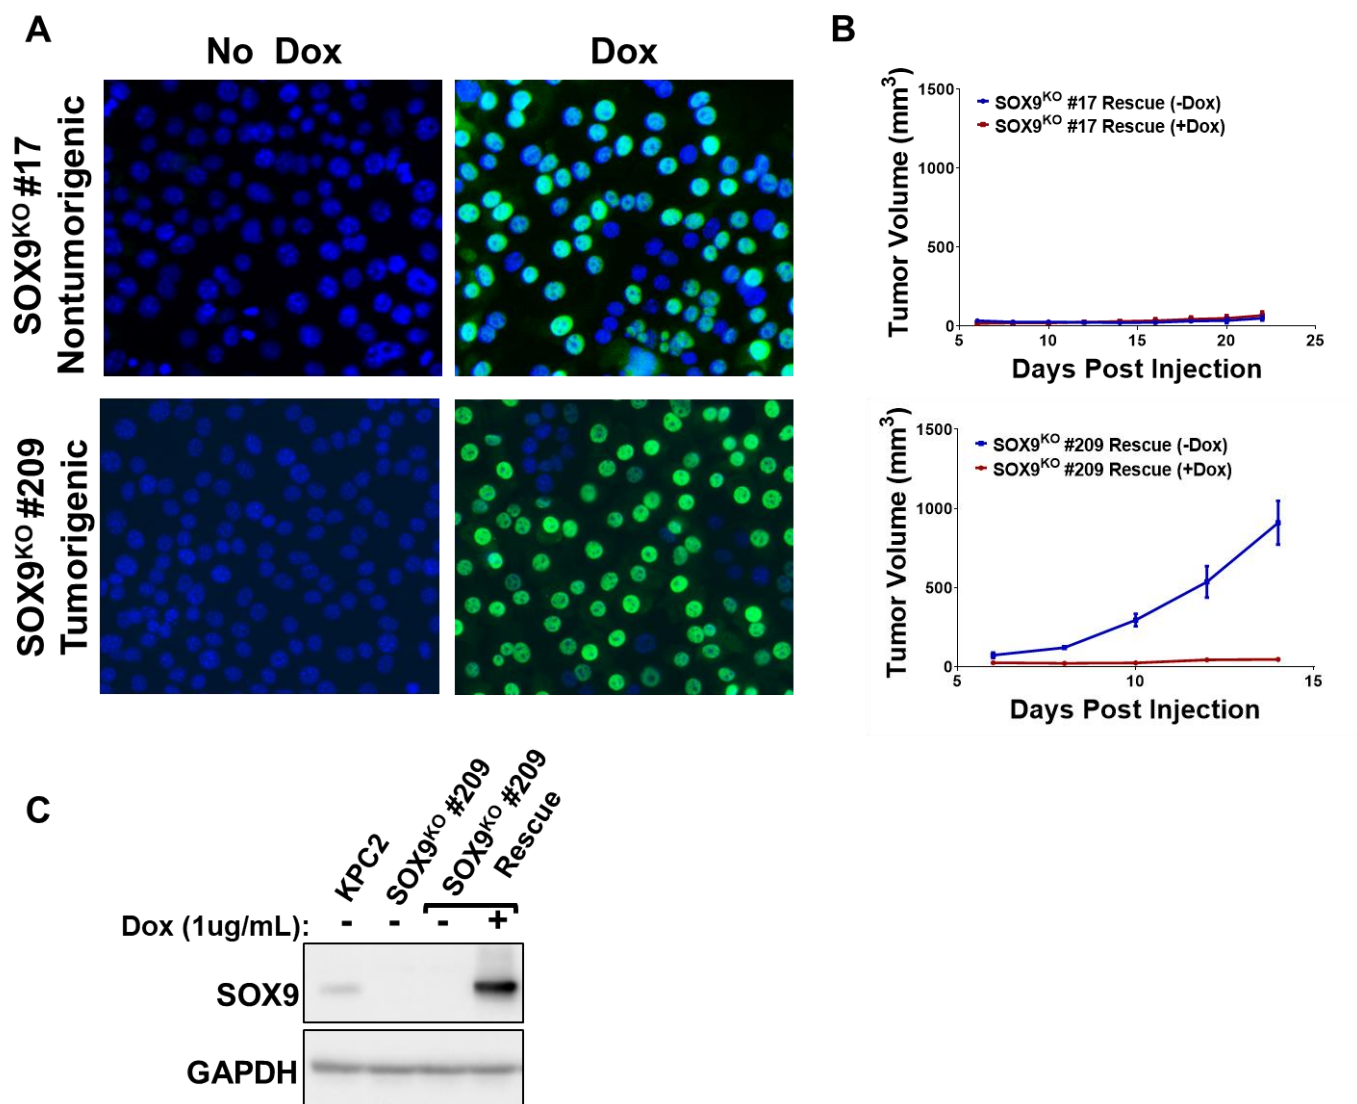 A
No Dox
Dox
SOX9KO #17
Nontumorigenic
SOX9KO #209
Tumorigenic
B
Tumor Volume (mm3)
1500
1000
500
0
SOX9KO #17 Rescue (-Dox)
SOX9KO #17 Rescue (+Dox)
5
10
15
20
25
Days Post Injection
Tumor Volume (mm3)
1500
1000
500
0
SOX9KO #209 Rescue (-Dox)
SOX9KO #209 Rescue (+Dox)
5
10
15
Days Post Injection
C
KPC2
SOX9KO #209
SOX9KO #209
Rescue
Dox (1ug/mL): - - - +
SOX9
GAPDH